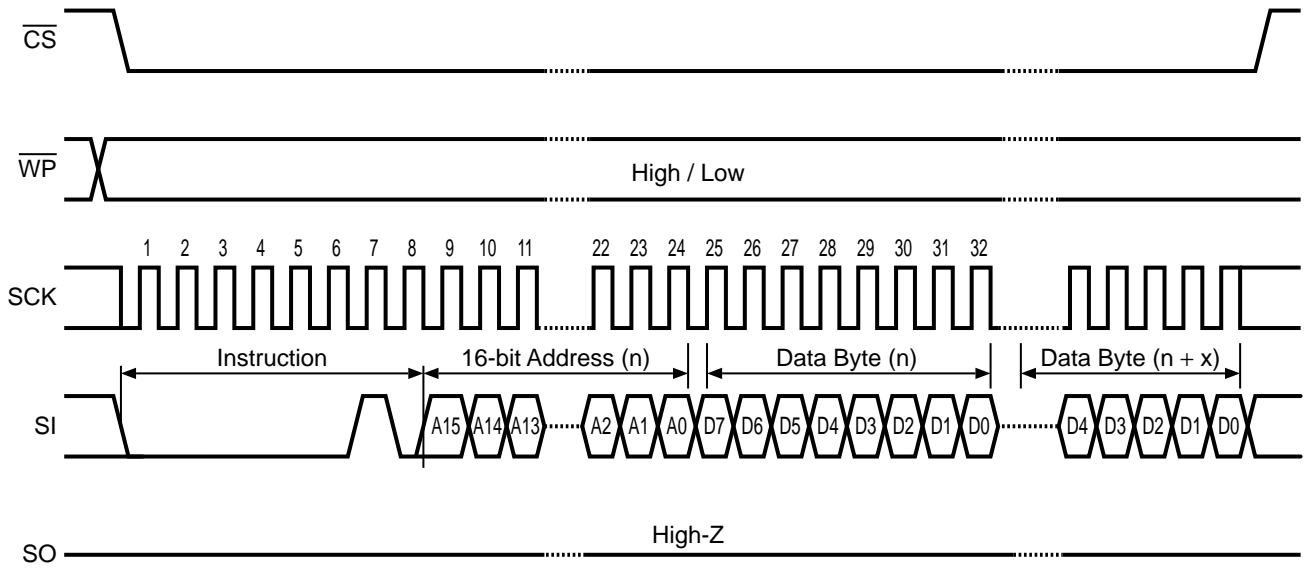 CS
WP
High / Low
1 2 3 4 5 6 7 8 9 10 11 22 23 24 25 26 27 28 29 30 31 32
SCK
Instruction 16-bit Address (n) Data Byte (n) Data Byte (n + x)
SI A15 A14 A13 A2 A1 A0 D7 D6 D5 D4 D3 D2 D1 D0 D4 D3 D2 D1 D0
High-Z
SO